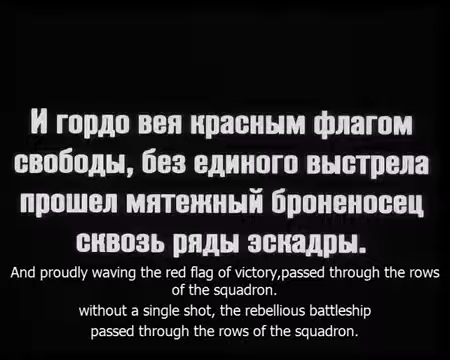 И гордо вея красным флагом
свободы, без единого выстрела
прошел мятежный броненосец
сквозь ряды эскадры.
And proudly waving the red flag of victory,passed through the rows
of the squadron.
without a single shot, the rebellious battleship
passed through the rows of the squadron.